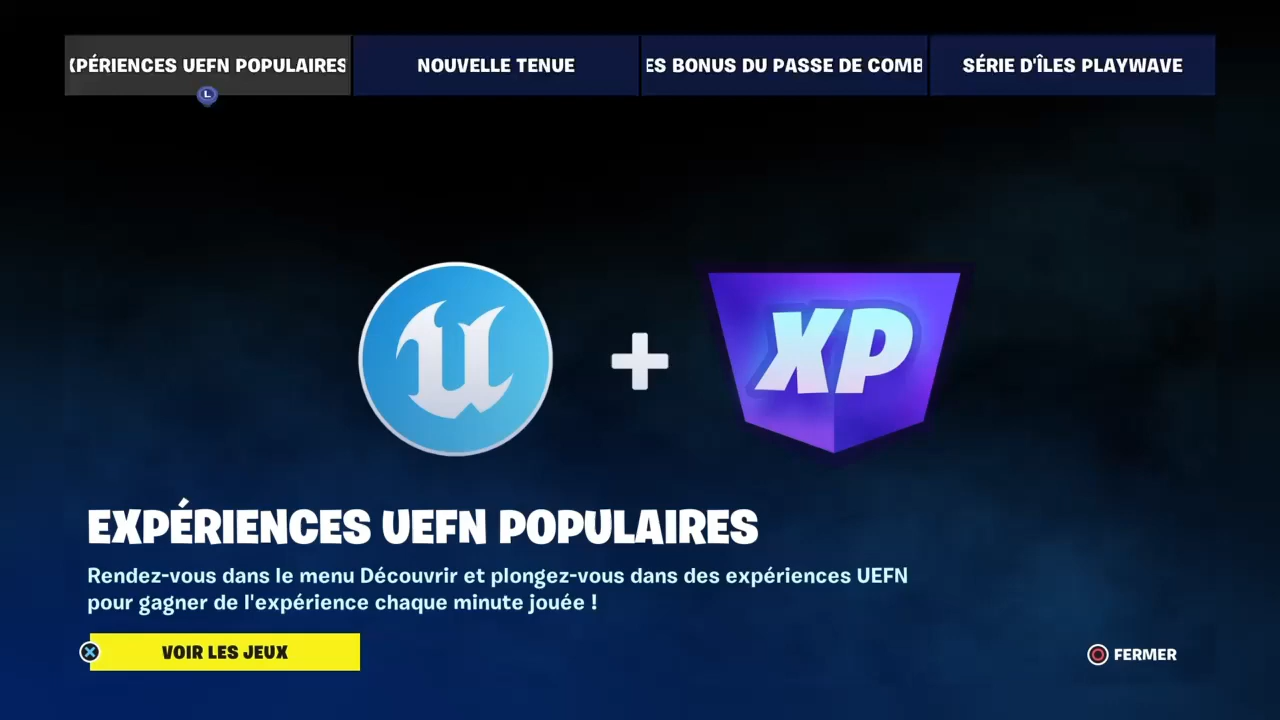 XPÉRIENCES UEFN POPULAIRES
NOUVELLE TENUE
ES BONUS DU PASSE DE COMB
SÉRIE D'ÎLES PLAYWAVE
L
XP
EXPÉRIENCES UEFN POPULAIRES
Rendez-vous dans le menu Découvrir et plongez-vous dans des expériences UEFN
pour gagner de l'expérience chaque minute jouée !
VOIR LES JEUX
FERMER